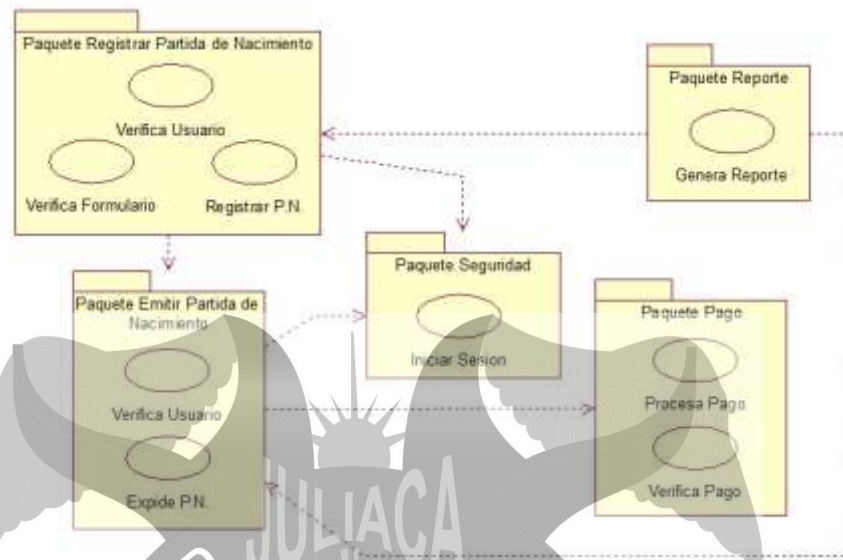 Paquete Registrar Partida de Nacimiento
Verifica Usuario
Verifica Formulario
Registrar P.N.
Paquete Reporte
Genera Reporte
Paquete Seguridad
Iniciar Sesion
Paquete Emitir Partida de
Nacimiento
Verifica Usuario
Expide P.N.
Paquete Pago
Procesa Pago
Verifica Pago
JULIACA